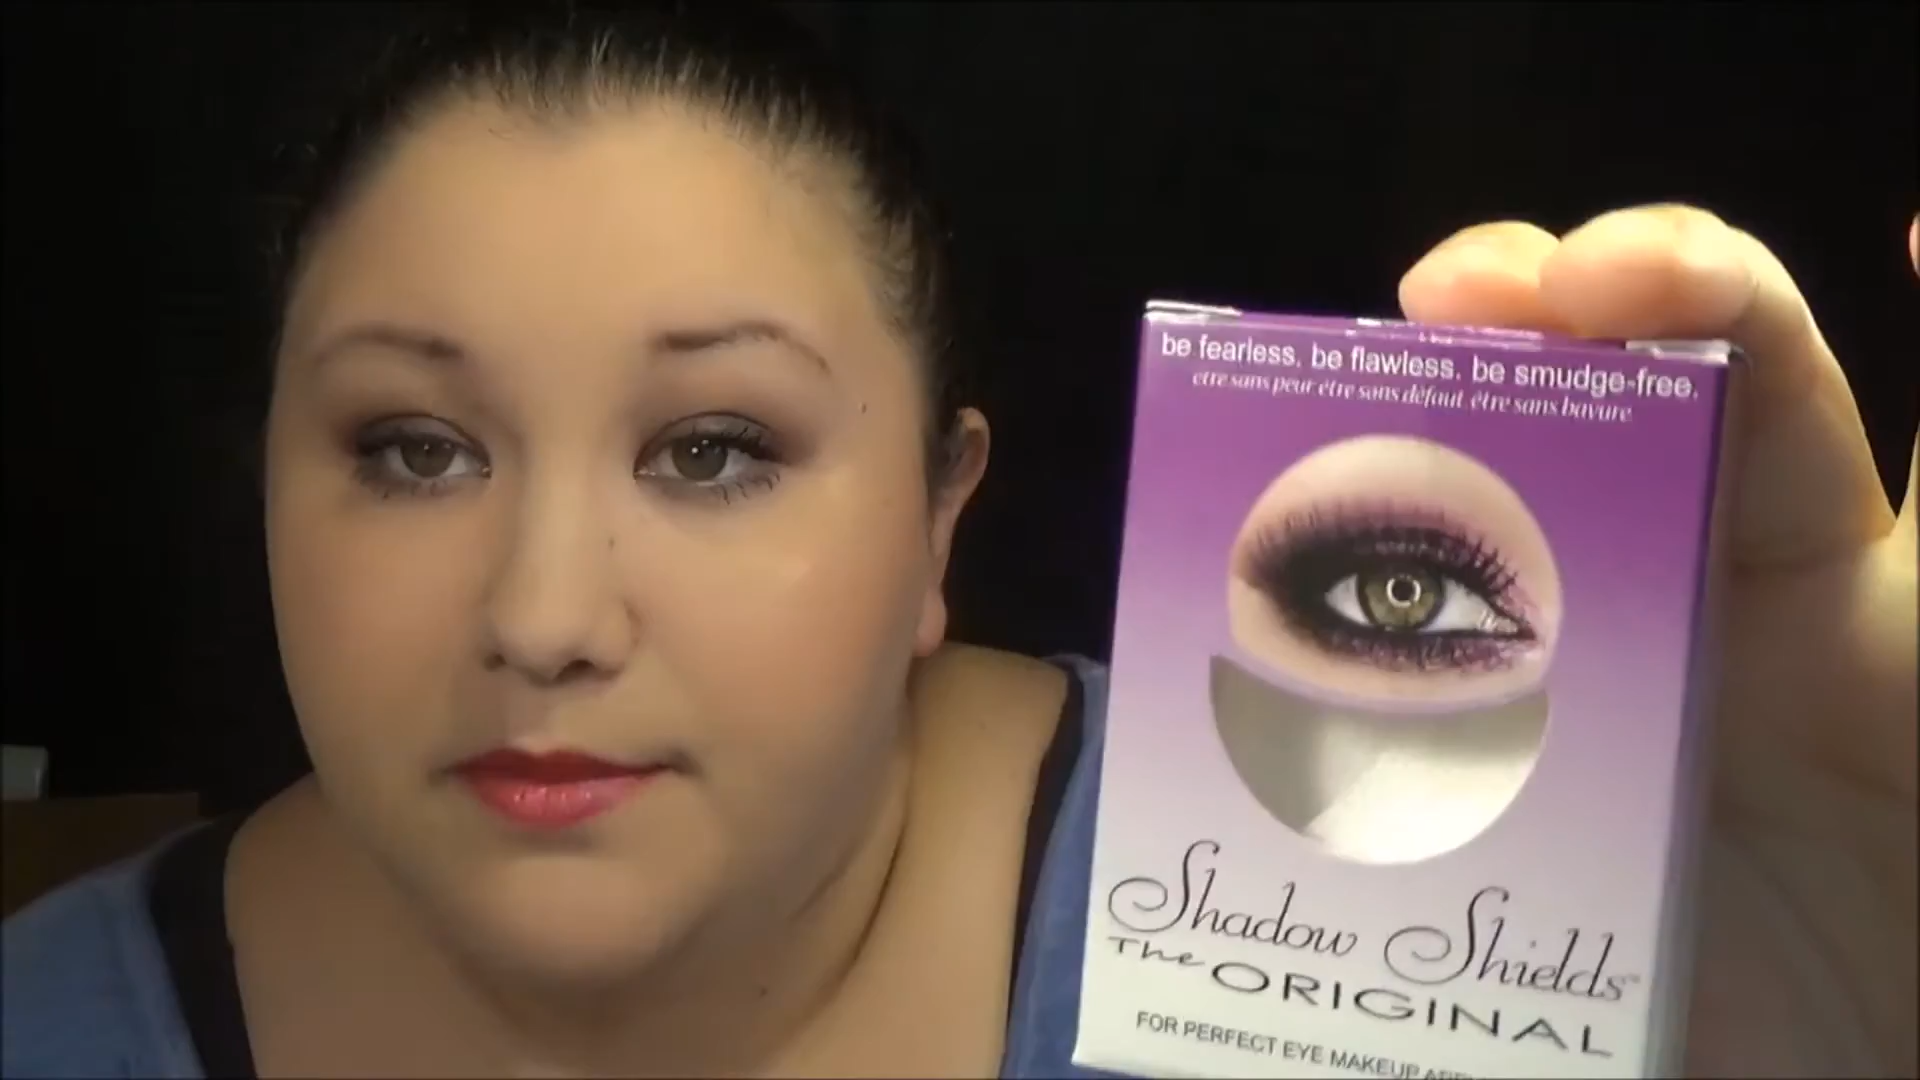 be fearless. be flawless. be smudge-free.
être sans peur être sans défaut. être sans bavure.
Shadow Shields™
The ORIGINAL
FOR PERFECT EYE MAKEUP